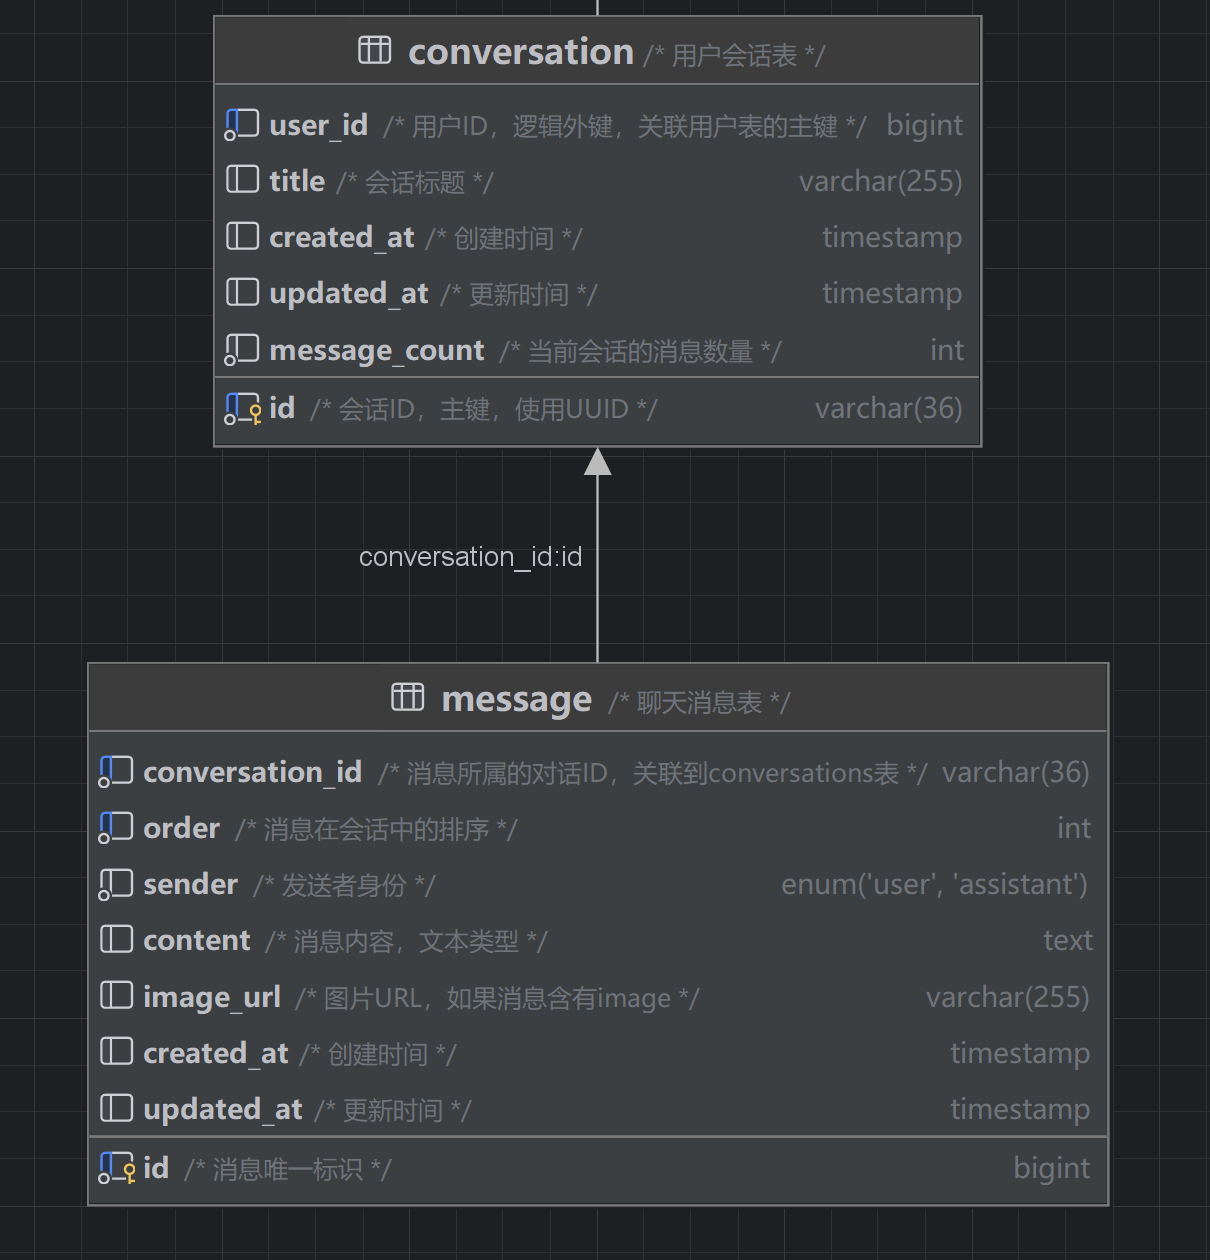 conversation /* 用户会话表 */
user_id /* 用户ID，逻辑外键，关联用户表的主键 */ bigint
title /* 会话标题 */ varchar(255)
created_at /* 创建时间 */ timestamp
updated_at /* 更新时间 */ timestamp
message_count /* 当前会话的消息数量 */ int
id /* 会话ID，主键，使用UUID */ varchar(36)
conversation_id:id
message /* 聊天消息表 */
conversation_id /* 消息所属的对话ID，关联到conversations表 */ varchar(36)
order /* 消息在会话中的排序 */ int
sender /* 发送者身份 */ enum('user', 'assistant')
content /* 消息内容，文本类型 */ text
image_url /* 图片URL，如果消息含有image */ varchar(255)
created_at /* 创建时间 */ timestamp
updated_at /* 更新时间 */ timestamp
id /* 消息唯一标识 */ bigint